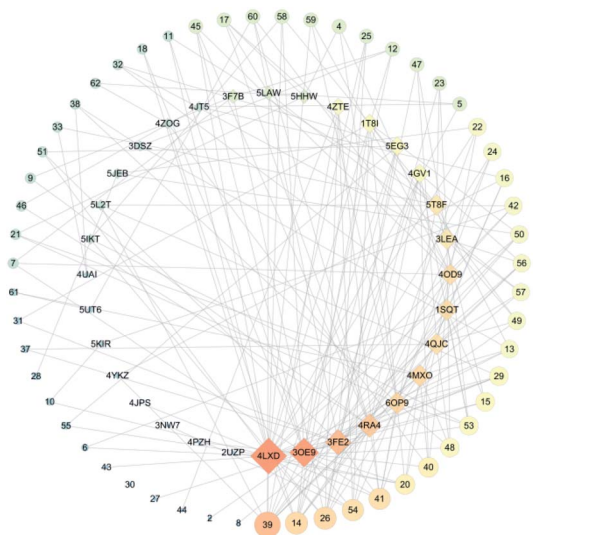 60
58
59
17
4
45
25
11
12
18
47
32
23
62
5
38
22
33
24
51
16
9
42
46
50
21
56
7
57
61
49
31
13
37
29
28
15
10
53
55
48
6
40
43
20
30
41
27
54
44
26
2
14
8
39
5LAW
5HHW
3F7B
4ZTE
4JT5
1T8I
4ZOG
5EG3
3DSZ
4GV1
5JEB
5T8F
5L2T
3LEA
5IKT
4OD9
4UAI
1SQT
5UT6
4QJC
5KIR
4MXO
4YKZ
6OP9
4JPS
4RA4
3NW7
3FE2
4PZH
3OE9
2UZP
4LXD